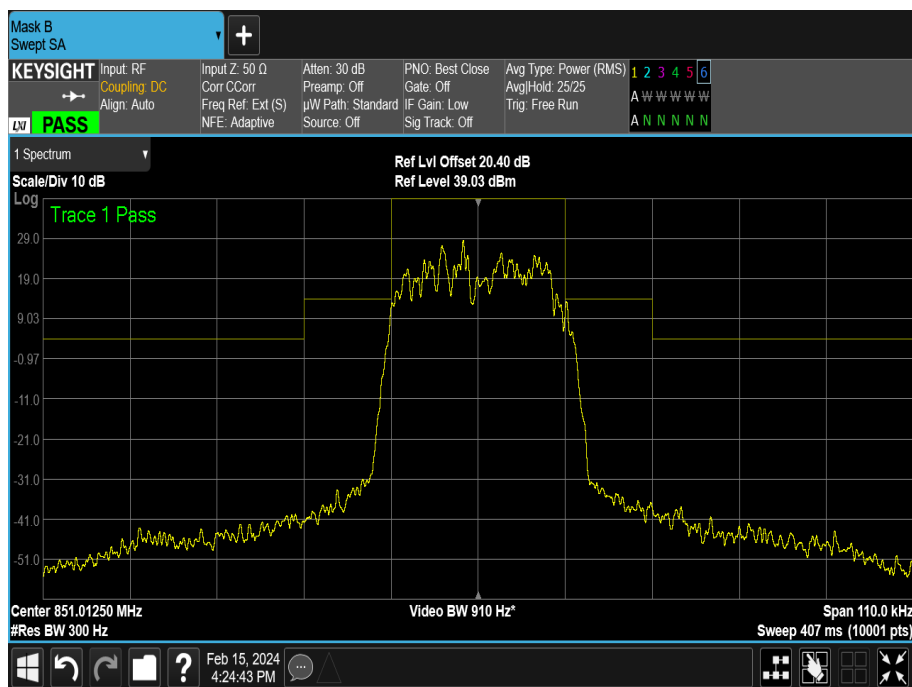 Mask B
Swept SA
+
KEYSIGHT
LXI
PASS
Input: RF
Coupling: DC
Align: Auto
Input Z: 50 Ω
Corr CCorr
Freq Ref: Ext (S)
NFE: Adaptive
Atten: 30 dB
Preamp: Off
µW Path: Standard
Source: Off
PNO: Best Close
Gate: Off
IF Gain: Low
Sig Track: Off
Avg Type: Power (RMS)
Avg|Hold: 25/25
Trig: Free Run
1 2 3 4 5 6
A W W W W W
A N N N N N
1 Spectrum
Scale/Div 10 dB
Ref Lvl Offset 20.40 dB
Ref Level 39.03 dBm
Log
Trace 1 Pass
29.0
19.0
9.03
-0.97
-11.0
-21.0
-31.0
-41.0
-51.0
Center 851.01250 MHz
#Res BW 300 Hz
Video BW 910 Hz*
Span 110.0 kHz
Sweep 407 ms (10001 pts)
?
Feb 15, 2024
4:24:43 PM